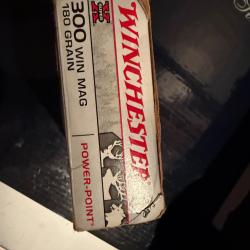 X
300 WIN MAG
180 GRAIN
WINCHESTER
POWER-POINT